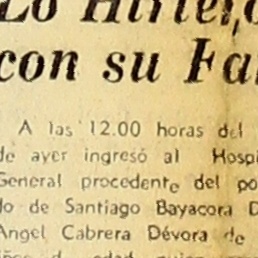 Lo Hirie
con su Fa
A las 12.00 horas del
de ayer ingresó al Hospi
General procedente del po
do de Santiago Bayacora D
Angel Cabrera Dévora de